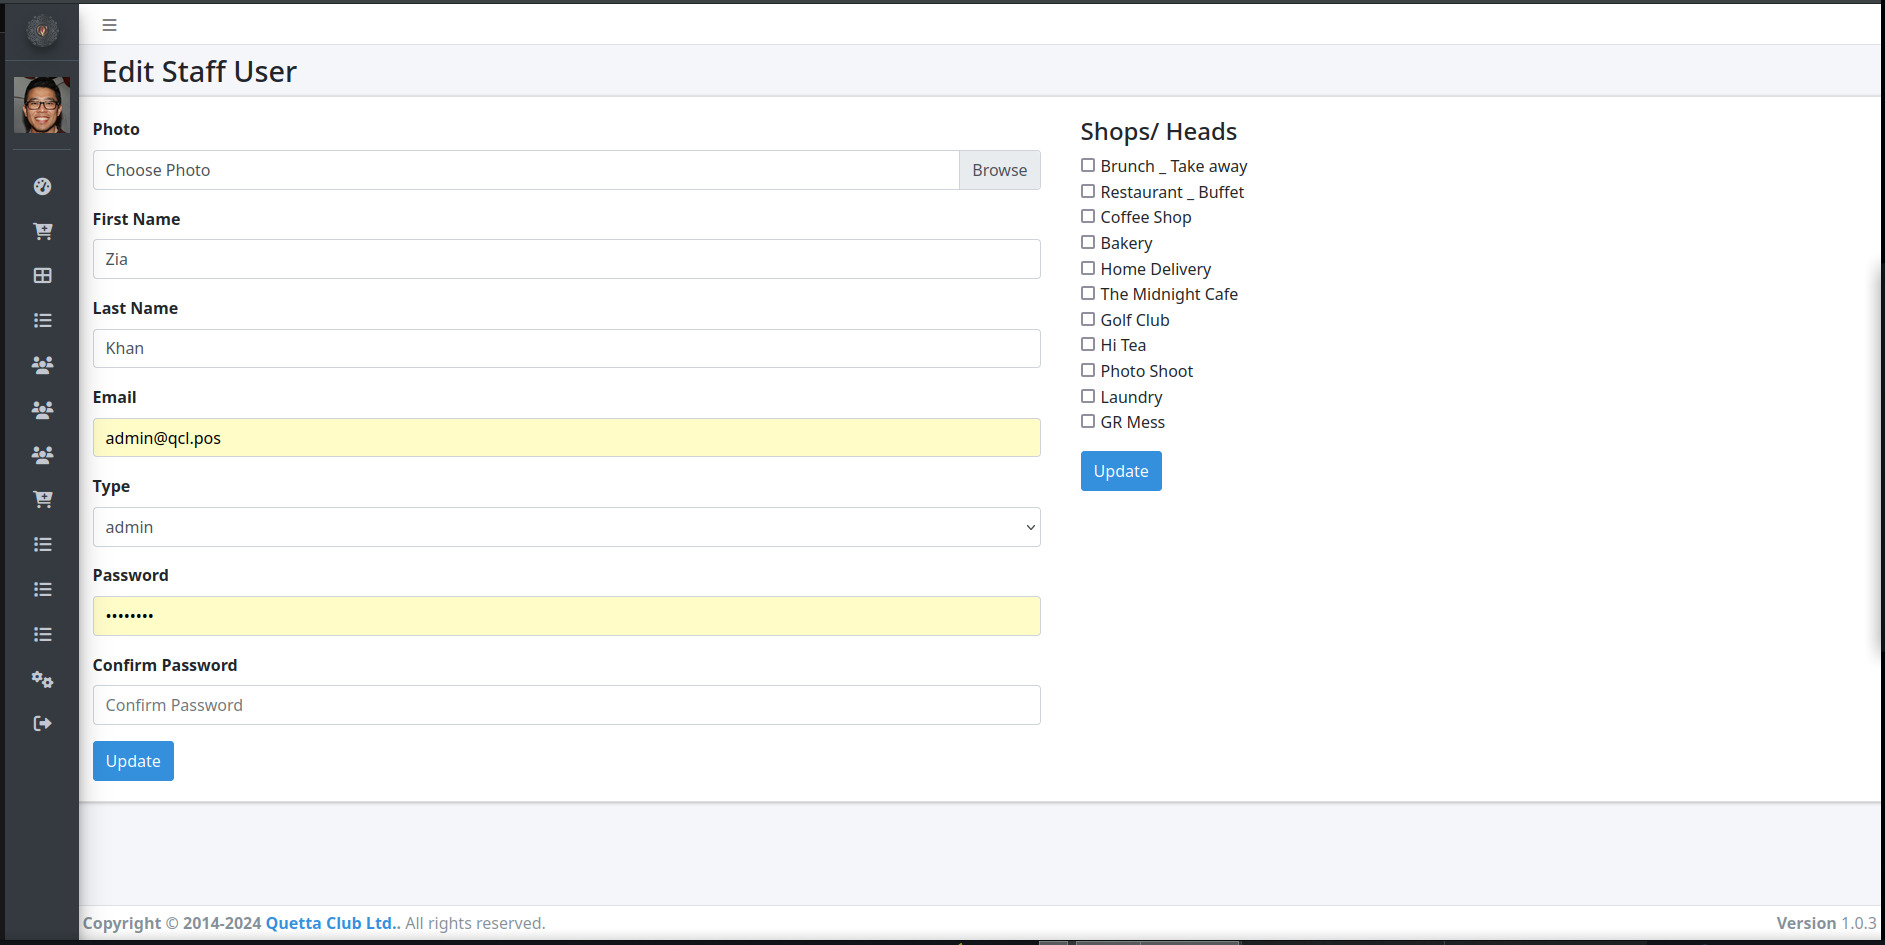 Edit Staff User
Photo
Choose Photo
Browse
First Name
Zia
Last Name
Khan
Email
admin@qcl.pos
Type
admin
Password
••••••••
Confirm Password
Confirm Password
Update
Shops/ Heads
Brunch _ Take away
Restaurant _ Buffet
Coffee Shop
Bakery
Home Delivery
The Midnight Cafe
Golf Club
Hi Tea
Photo Shoot
Laundry
GR Mess
Update
Copyright © 2014-2024 Quetta Club Ltd.. All rights reserved.
Version 1.0.3